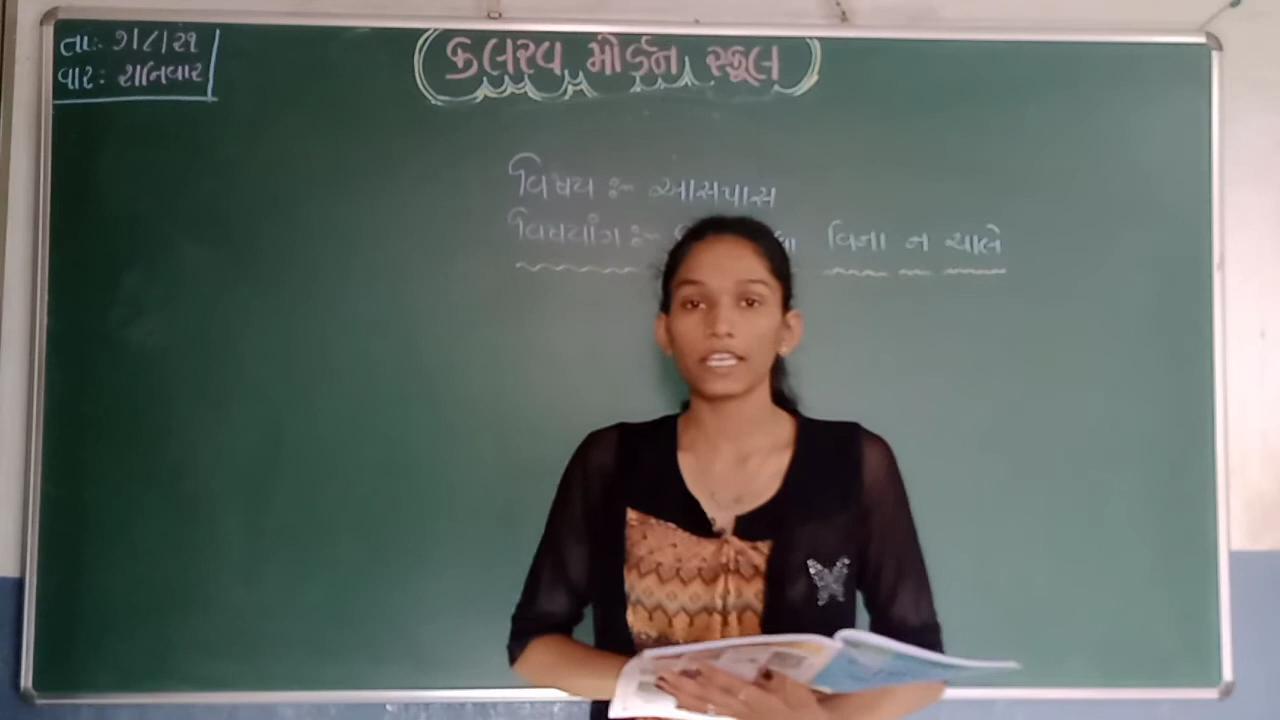 તા.: ૭/૮/૨૧
વાર : શનિવાર
કલરવ મોર્ડન સ્કૂલ
વિષય :- આસપાસ
વિષયાંગ :- વિના ન ચાલે